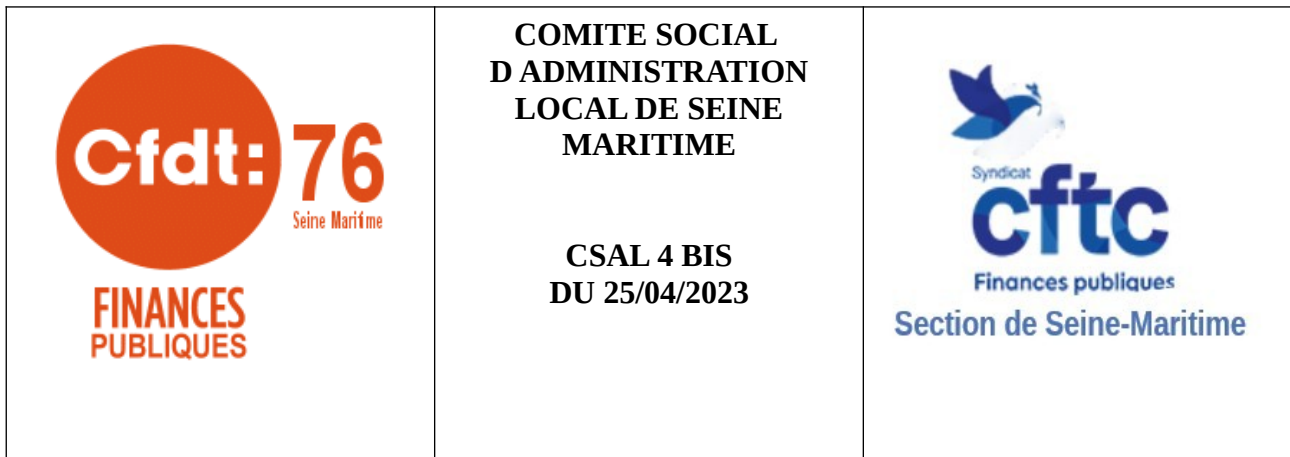 Cfdt:
76
Seine Maritime
FINANCES
PUBLIQUES
COMITE SOCIAL
D ADMINISTRATION
LOCAL DE SEINE
MARITIME
CSAL 4 BIS
DU 25/04/2023
Syndicat
cftc
Finances publiques
Section de Seine-Maritime